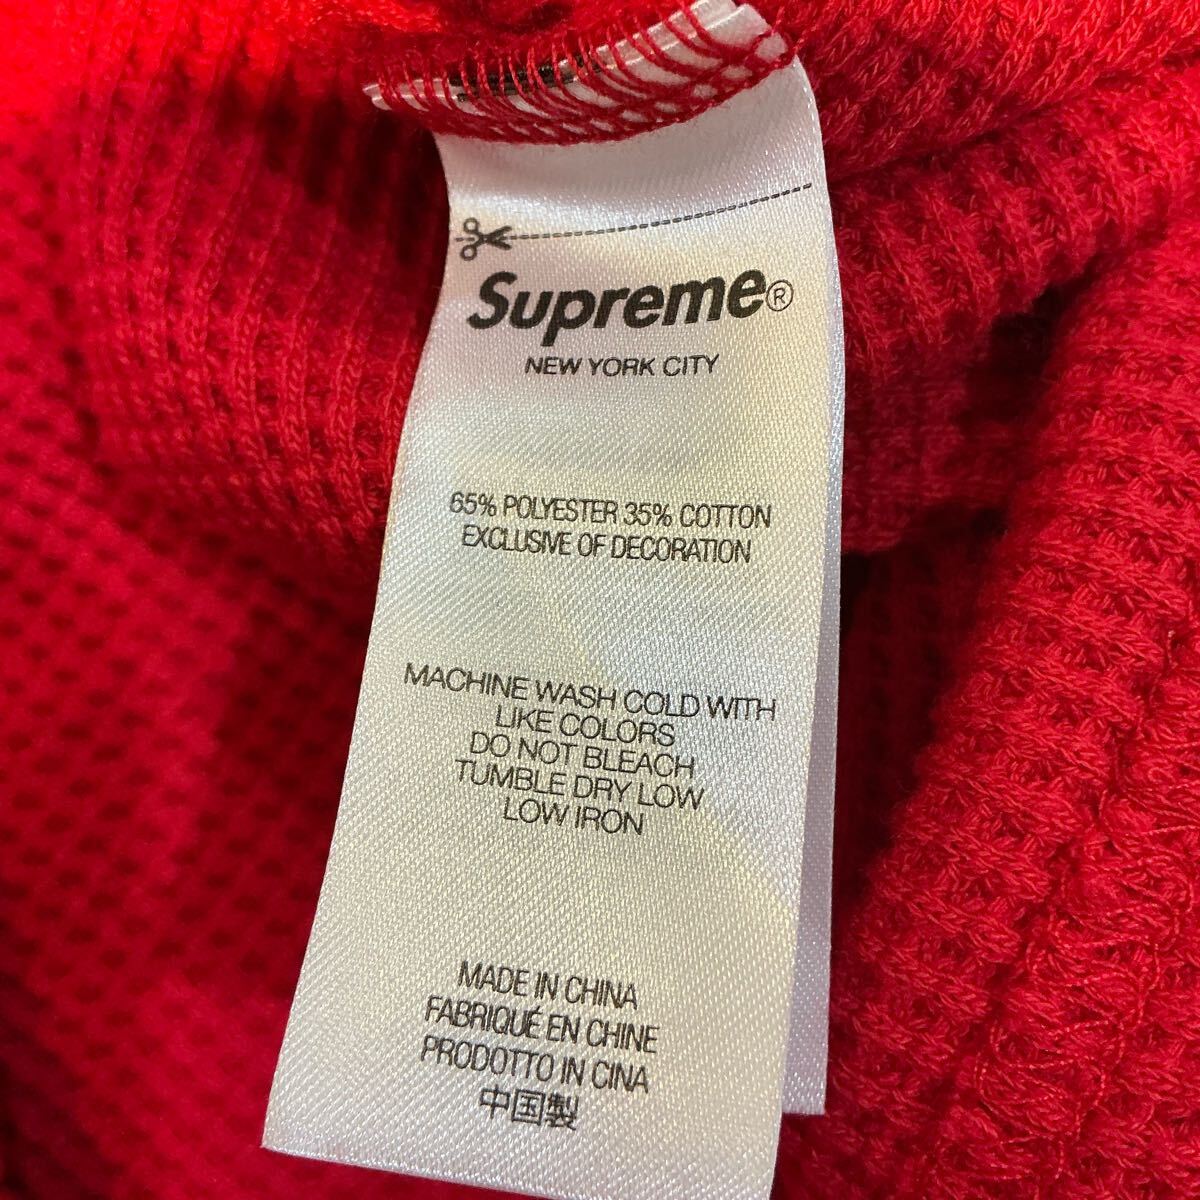 Supreme®
NEW YORK CITY
65% POLYESTER 35% COTTON
EXCLUSIVE OF DECORATION
MACHINE WASH COLD WITH
LIKE COLORS
DO NOT BLEACH
TUMBLE DRY LOW
LOW IRON
MADE IN CHINA
FABRIQUÉ EN CHINE
PRODOTTO IN CINA
中国製